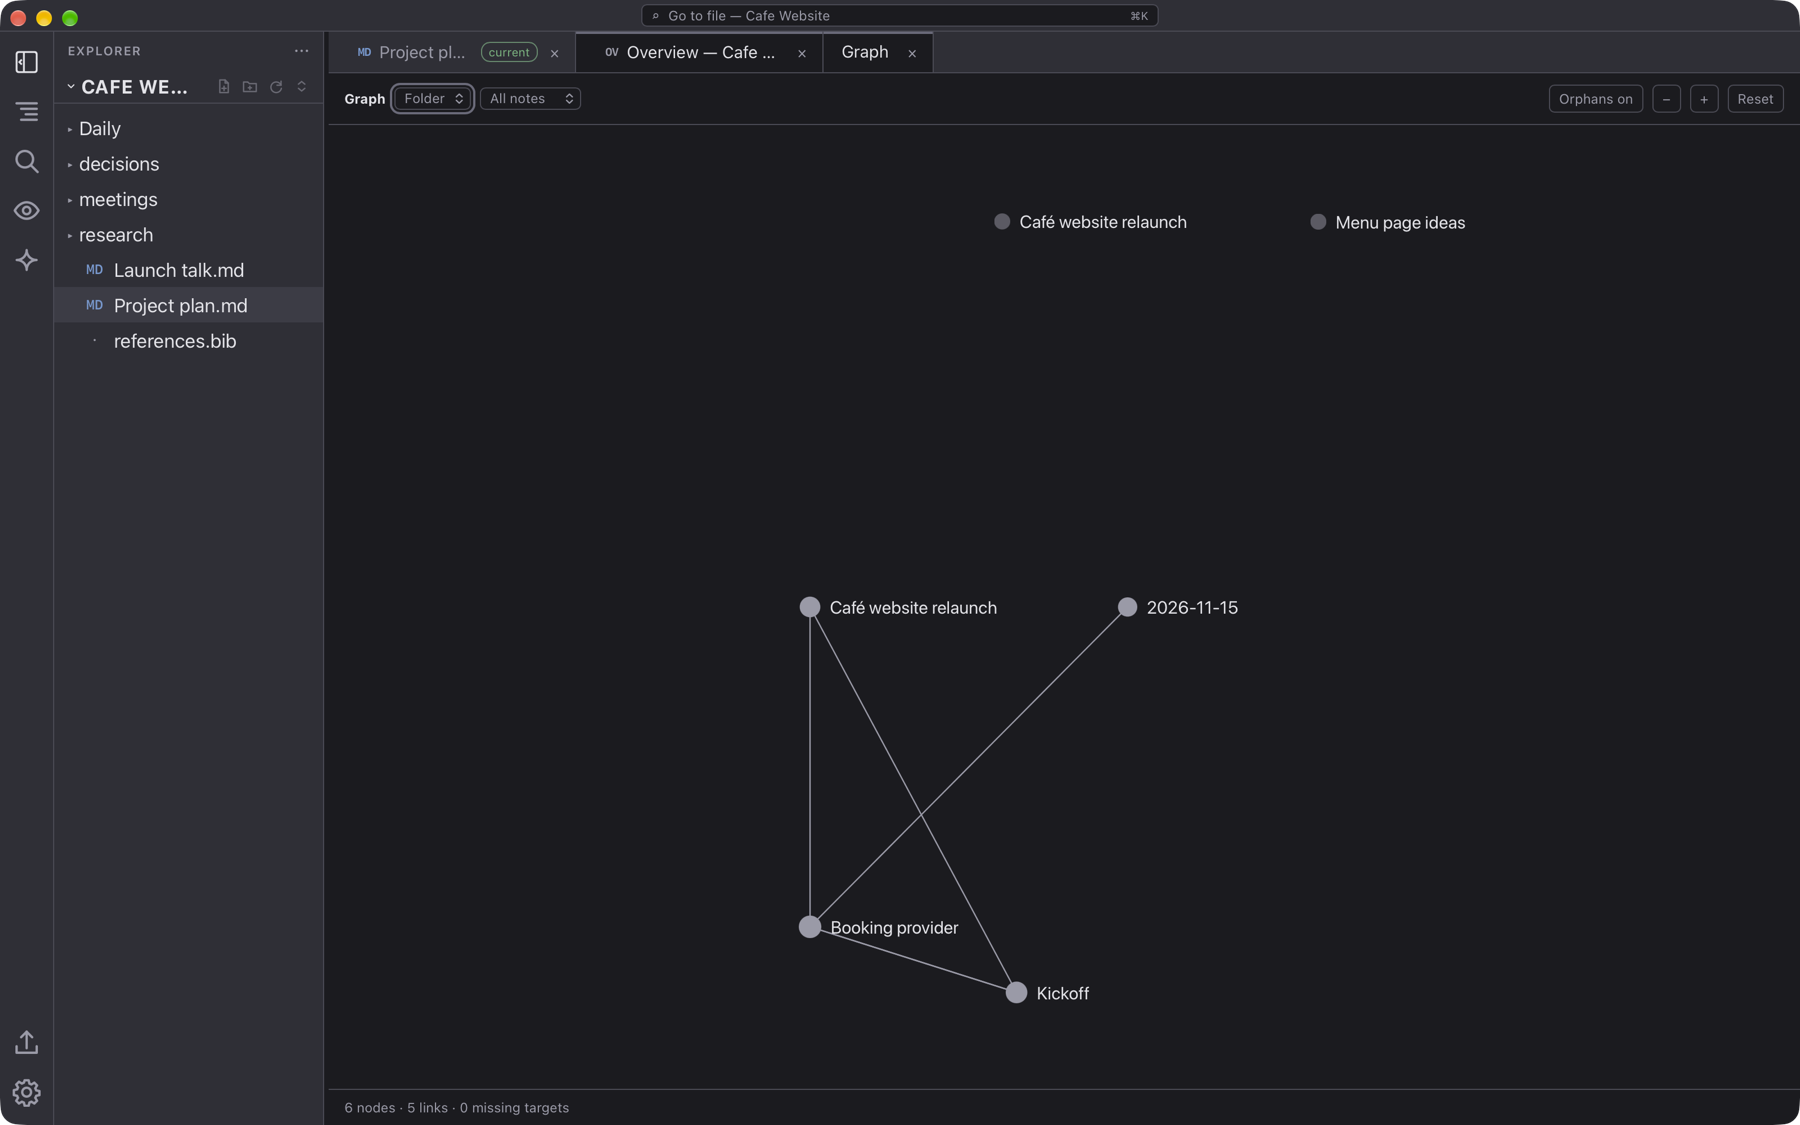 Go to file — Cafe Website ⌘K
EXPLORER ...
CAFE WE...
Daily
decisions
meetings
research
MD Launch talk.md
MD Project plan.md
references.bib
MD Project pl... current ×
OV Overview — Cafe ... ×
Graph ×
Graph Folder All notes Orphans on − + Reset
Café website relaunch
Menu page ideas
Café website relaunch
2026-11-15
Booking provider
Kickoff
6 nodes · 5 links · 0 missing targets